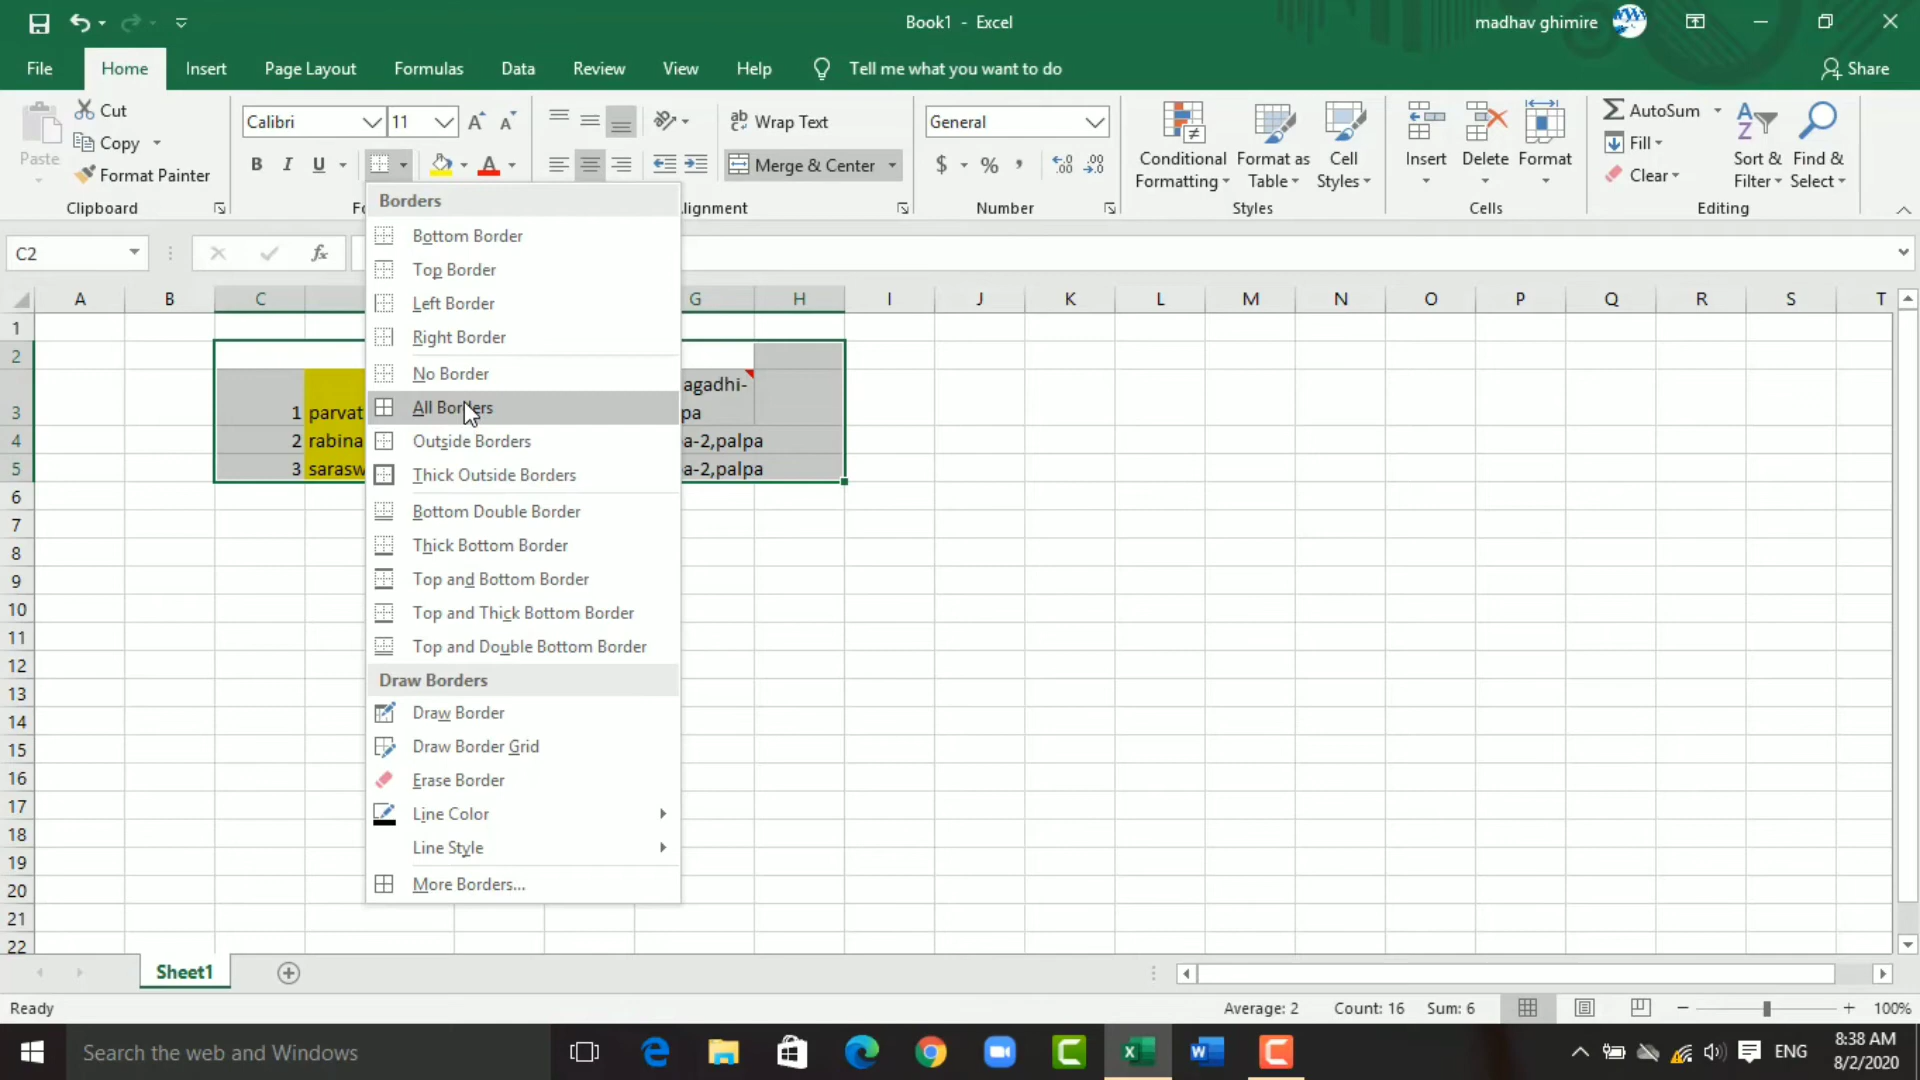 Book1 - Excel
madhav ghimire
File Home Insert Page Layout Formulas Data Review View Help Tell me what you want to do Share
Paste
Cut
Copy
Format Painter
Clipboard
Calibri 11
B I U A
Wrap Text
Merge & Center
lignment
General
$ % ,
Number
Conditional Formatting
Format as Table
Cell Styles
Styles
Insert Delete Format
Cells
AutoSum
Fill
Clear
Sort & Filter
Find & Select
Editing
C2 fx
Borders
Bottom Border
Top Border
Left Border
Right Border
No Border
All Borders
Outside Borders
Thick Outside Borders
Bottom Double Border
Thick Bottom Border
Top and Bottom Border
Top and Thick Bottom Border
Top and Double Bottom Border
Draw Borders
Draw Border
Draw Border Grid
Erase Border
Line Color
Line Style
More Borders...
A B C G H I J K L M N O P Q R S T
1
2
3 1 parvat agadhi-
pa
4 2 rabina a-2,palpa
5 3 sarasw a-2,palpa
6
7
8
9
10
11
12
13
14
15
16
17
18
19
20
21
22
Sheet1
Ready Average: 2 Count: 16 Sum: 6 100%
Search the web and Windows
ENG
8:38 AM
8/2/2020